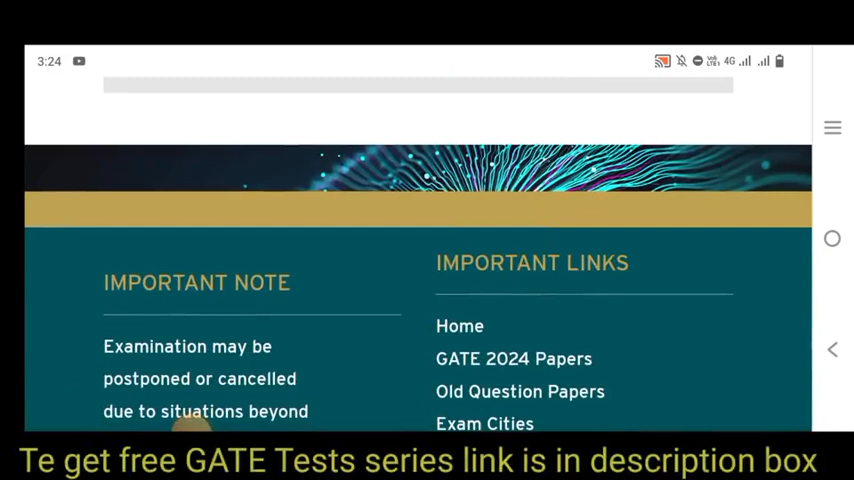 3:24
4G
IMPORTANT NOTE
Examination may be
postponed or cancelled
due to situations beyond
IMPORTANT LINKS
Home
GATE 2024 Papers
Old Question Papers
Exam Cities
Te get free GATE Tests series link is in description box